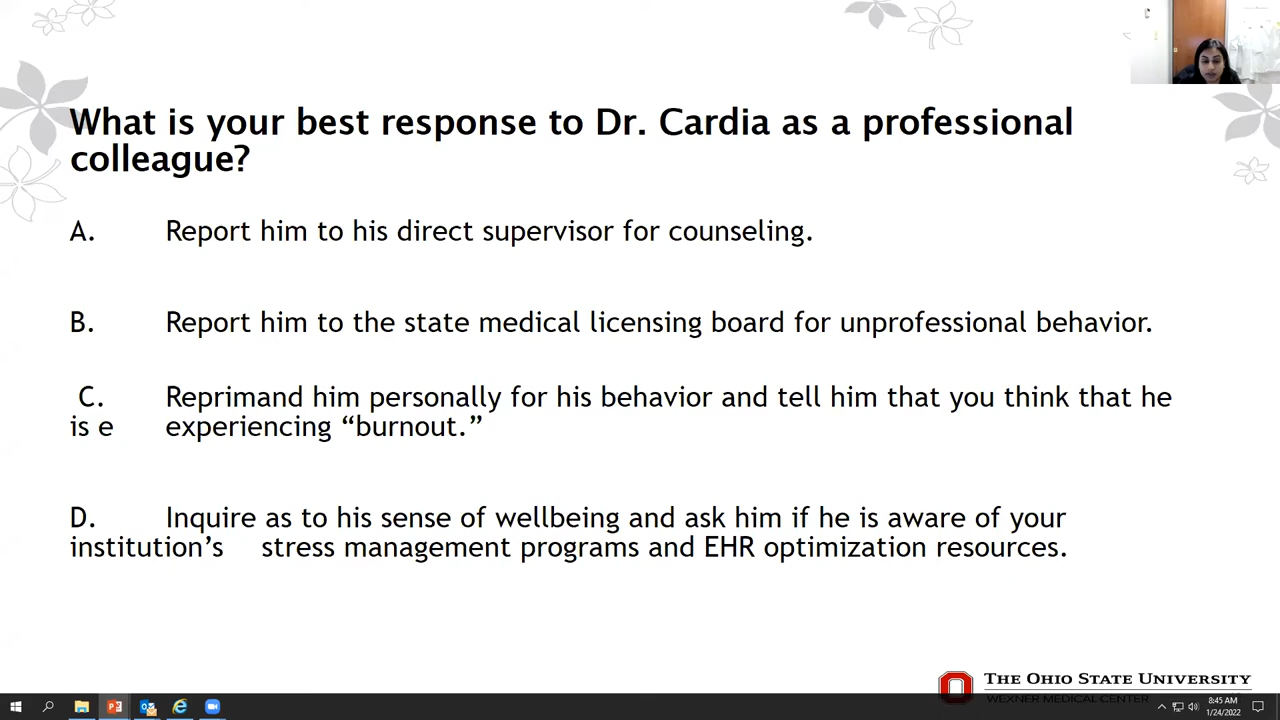 What is your best response to Dr. Cardia as a professional
colleague?
A. Report him to his direct supervisor for counseling.
B. Report him to the state medical licensing board for unprofessional behavior.
C. Reprimand him personally for his behavior and tell him that you think that he
is e experiencing “burnout.”
D. Inquire as to his sense of wellbeing and ask him if he is aware of your
institution’s stress management programs and EHR optimization resources.
THE OHIO STATE UNIVERSITY
WEXNER MEDICAL CENTER
8:45 AM
1/24/2022